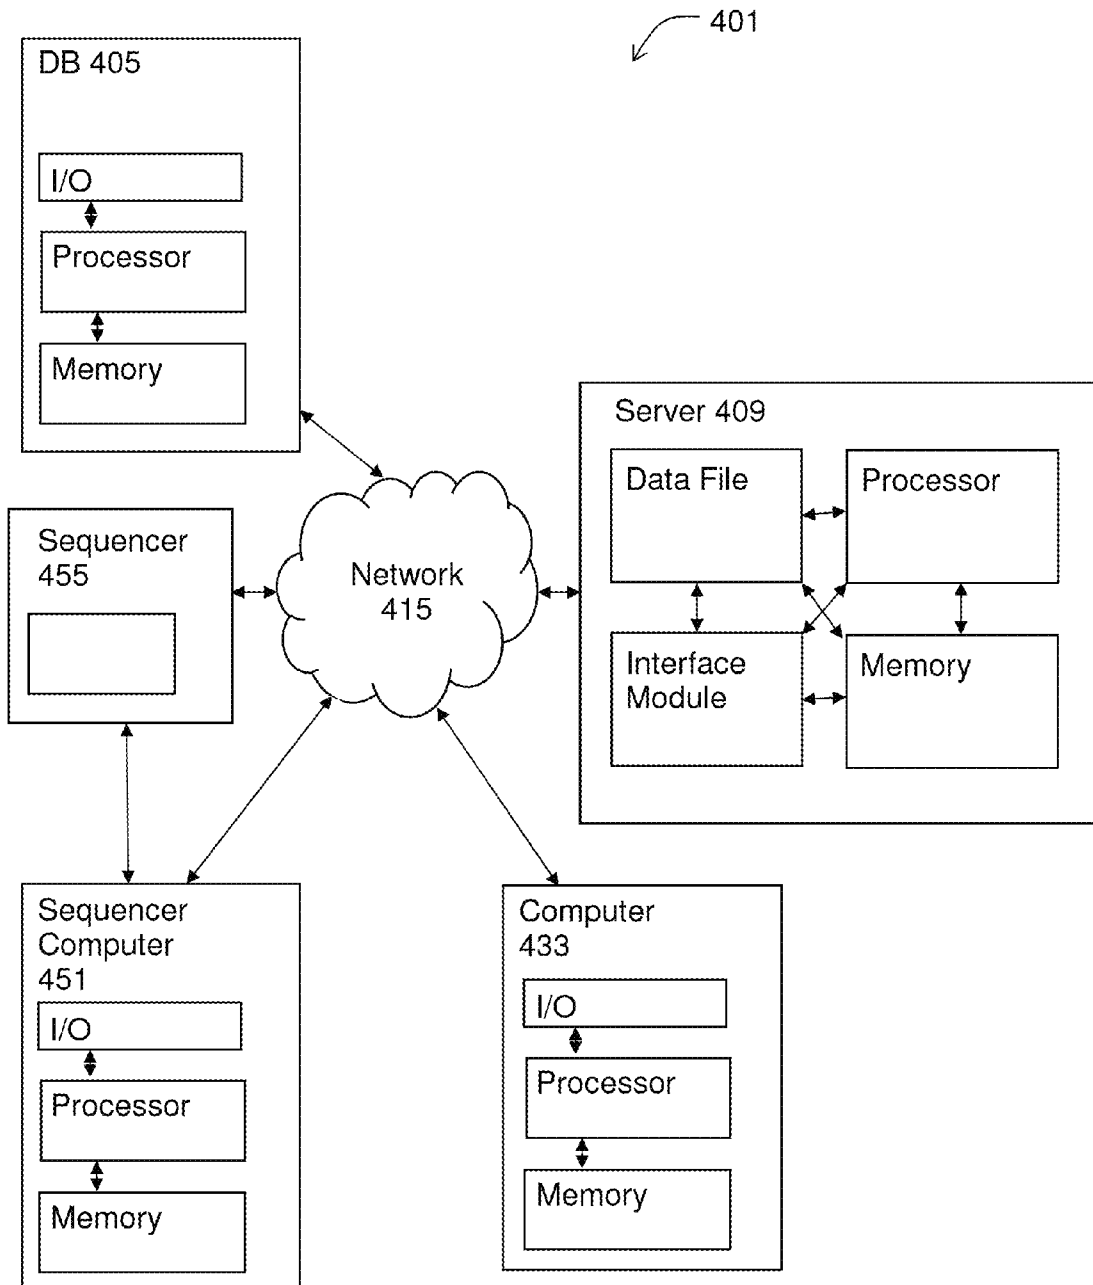 401
DB 405
I/O
Processor
Memory
Server 409
Data File
Processor
Interface
Module
Memory
Sequencer
455
Network
415
Sequencer
Computer
451
I/O
Processor
Memory
Computer
433
I/O
Processor
Memory